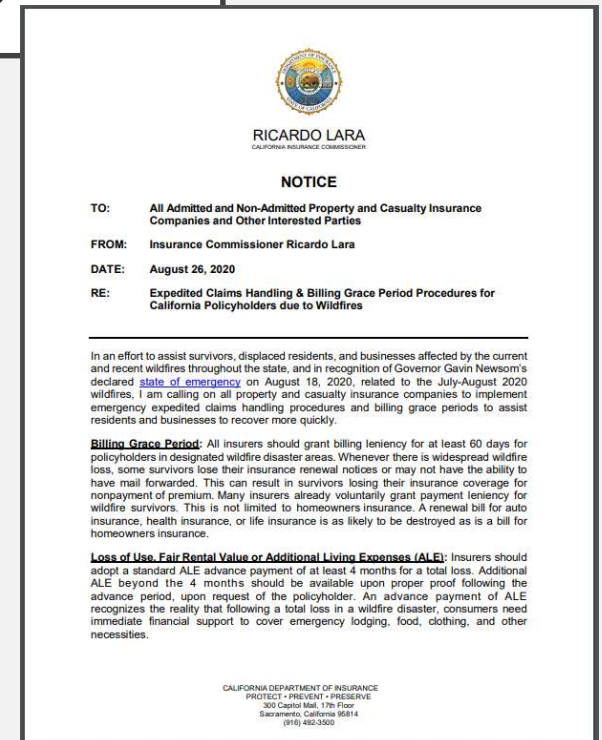 RICARDO LARA
CALIFORNIA INSURANCE COMMISSIONER
NOTICE
TO: All Admitted and Non-Admitted Property and Casualty Insurance
Companies and Other Interested Parties
FROM: Insurance Commissioner Ricardo Lara
DATE: August 26, 2020
RE: Expedited Claims Handling & Billing Grace Period Procedures for
California Policyholders due to Wildfires
In an effort to assist survivors, displaced residents, and businesses affected by the current
and recent wildfires throughout the state, and in recognition of Governor Gavin Newsom's
declared state of emergency on August 18, 2020, related to the July-August 2020
wildfires, I am calling on all property and casualty insurance companies to implement
emergency expedited claims handling procedures and billing grace periods to assist
residents and businesses to recover more quickly.
Billing Grace Period: All insurers should grant billing leniency for at least 60 days for
policyholders in designated wildfire disaster areas. Whenever there is widespread wildfire
loss, some survivors lose their insurance renewal notices or may not have the ability to
have mail forwarded. This can result in survivors losing their insurance coverage for
nonpayment of premium. Many insurers already voluntarily grant payment leniency for
wildfire survivors. This is not limited to homeowners insurance. A renewal bill for auto
insurance, health insurance, or life insurance is as likely to be destroyed as is a bill for
homeowners insurance.
Loss of Use, Fair Rental Value or Additional Living Expenses (ALE): Insurers should
adopt a standard ALE advance payment of at least 4 months for a total loss. Additional
ALE beyond the 4 months should be available upon proper proof following the
advance period, upon request of the policyholder. An advance payment of ALE
recognizes the reality that following a total loss in a wildfire disaster, consumers need
immediate financial support to cover emergency lodging, food, clothing, and other
necessities.
CALIFORNIA DEPARTMENT OF INSURANCE
PROTECT • PREVENT • PRESERVE
300 Capitol Mall, 17th Floor
Sacramento, California 95814
(916) 492-3500